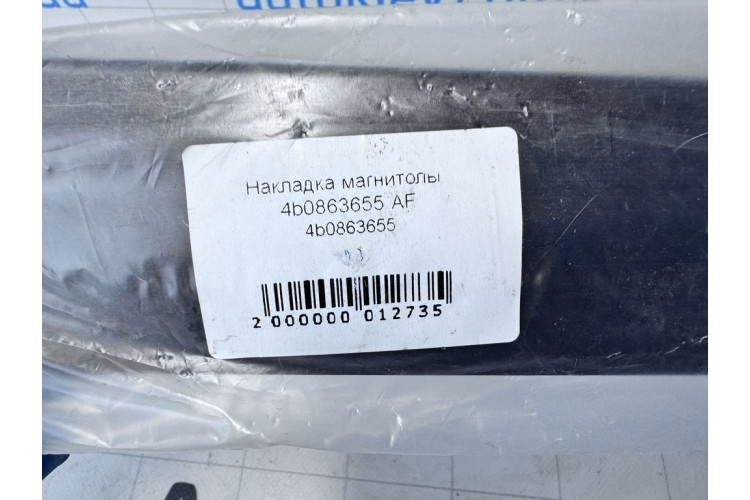 Накладка магнитолы
4b0863655 AF
4b0863655
2 000000 012735